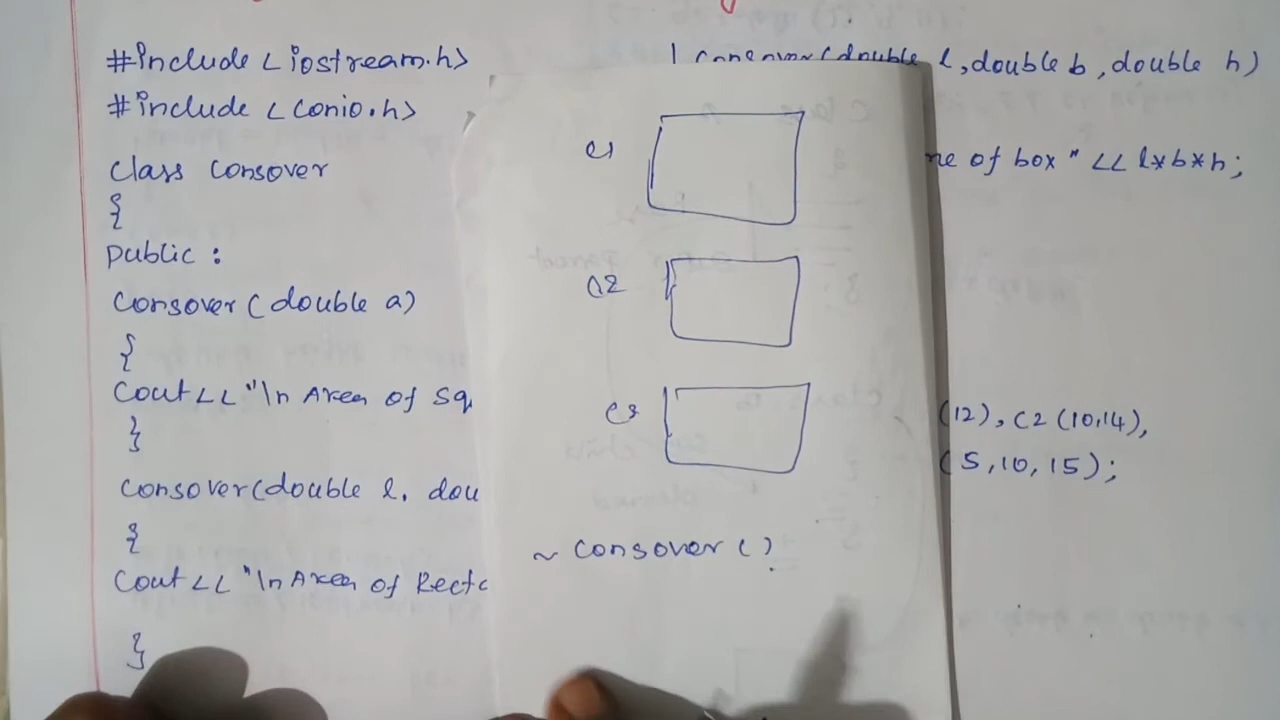 #include <iostream.h>
#include <conio.h>
class consover
{
public :
consover (double a)
{
cout<<"\n Area of Sq
}
consover(double l, dou
{
cout<<"\n Area of Recta
}
c1
c2
c3
~ consover ( )
consover (double l, double b, double h)
me of box" << l*b*h;
(12), c2 (10,14),
(5,10,15);